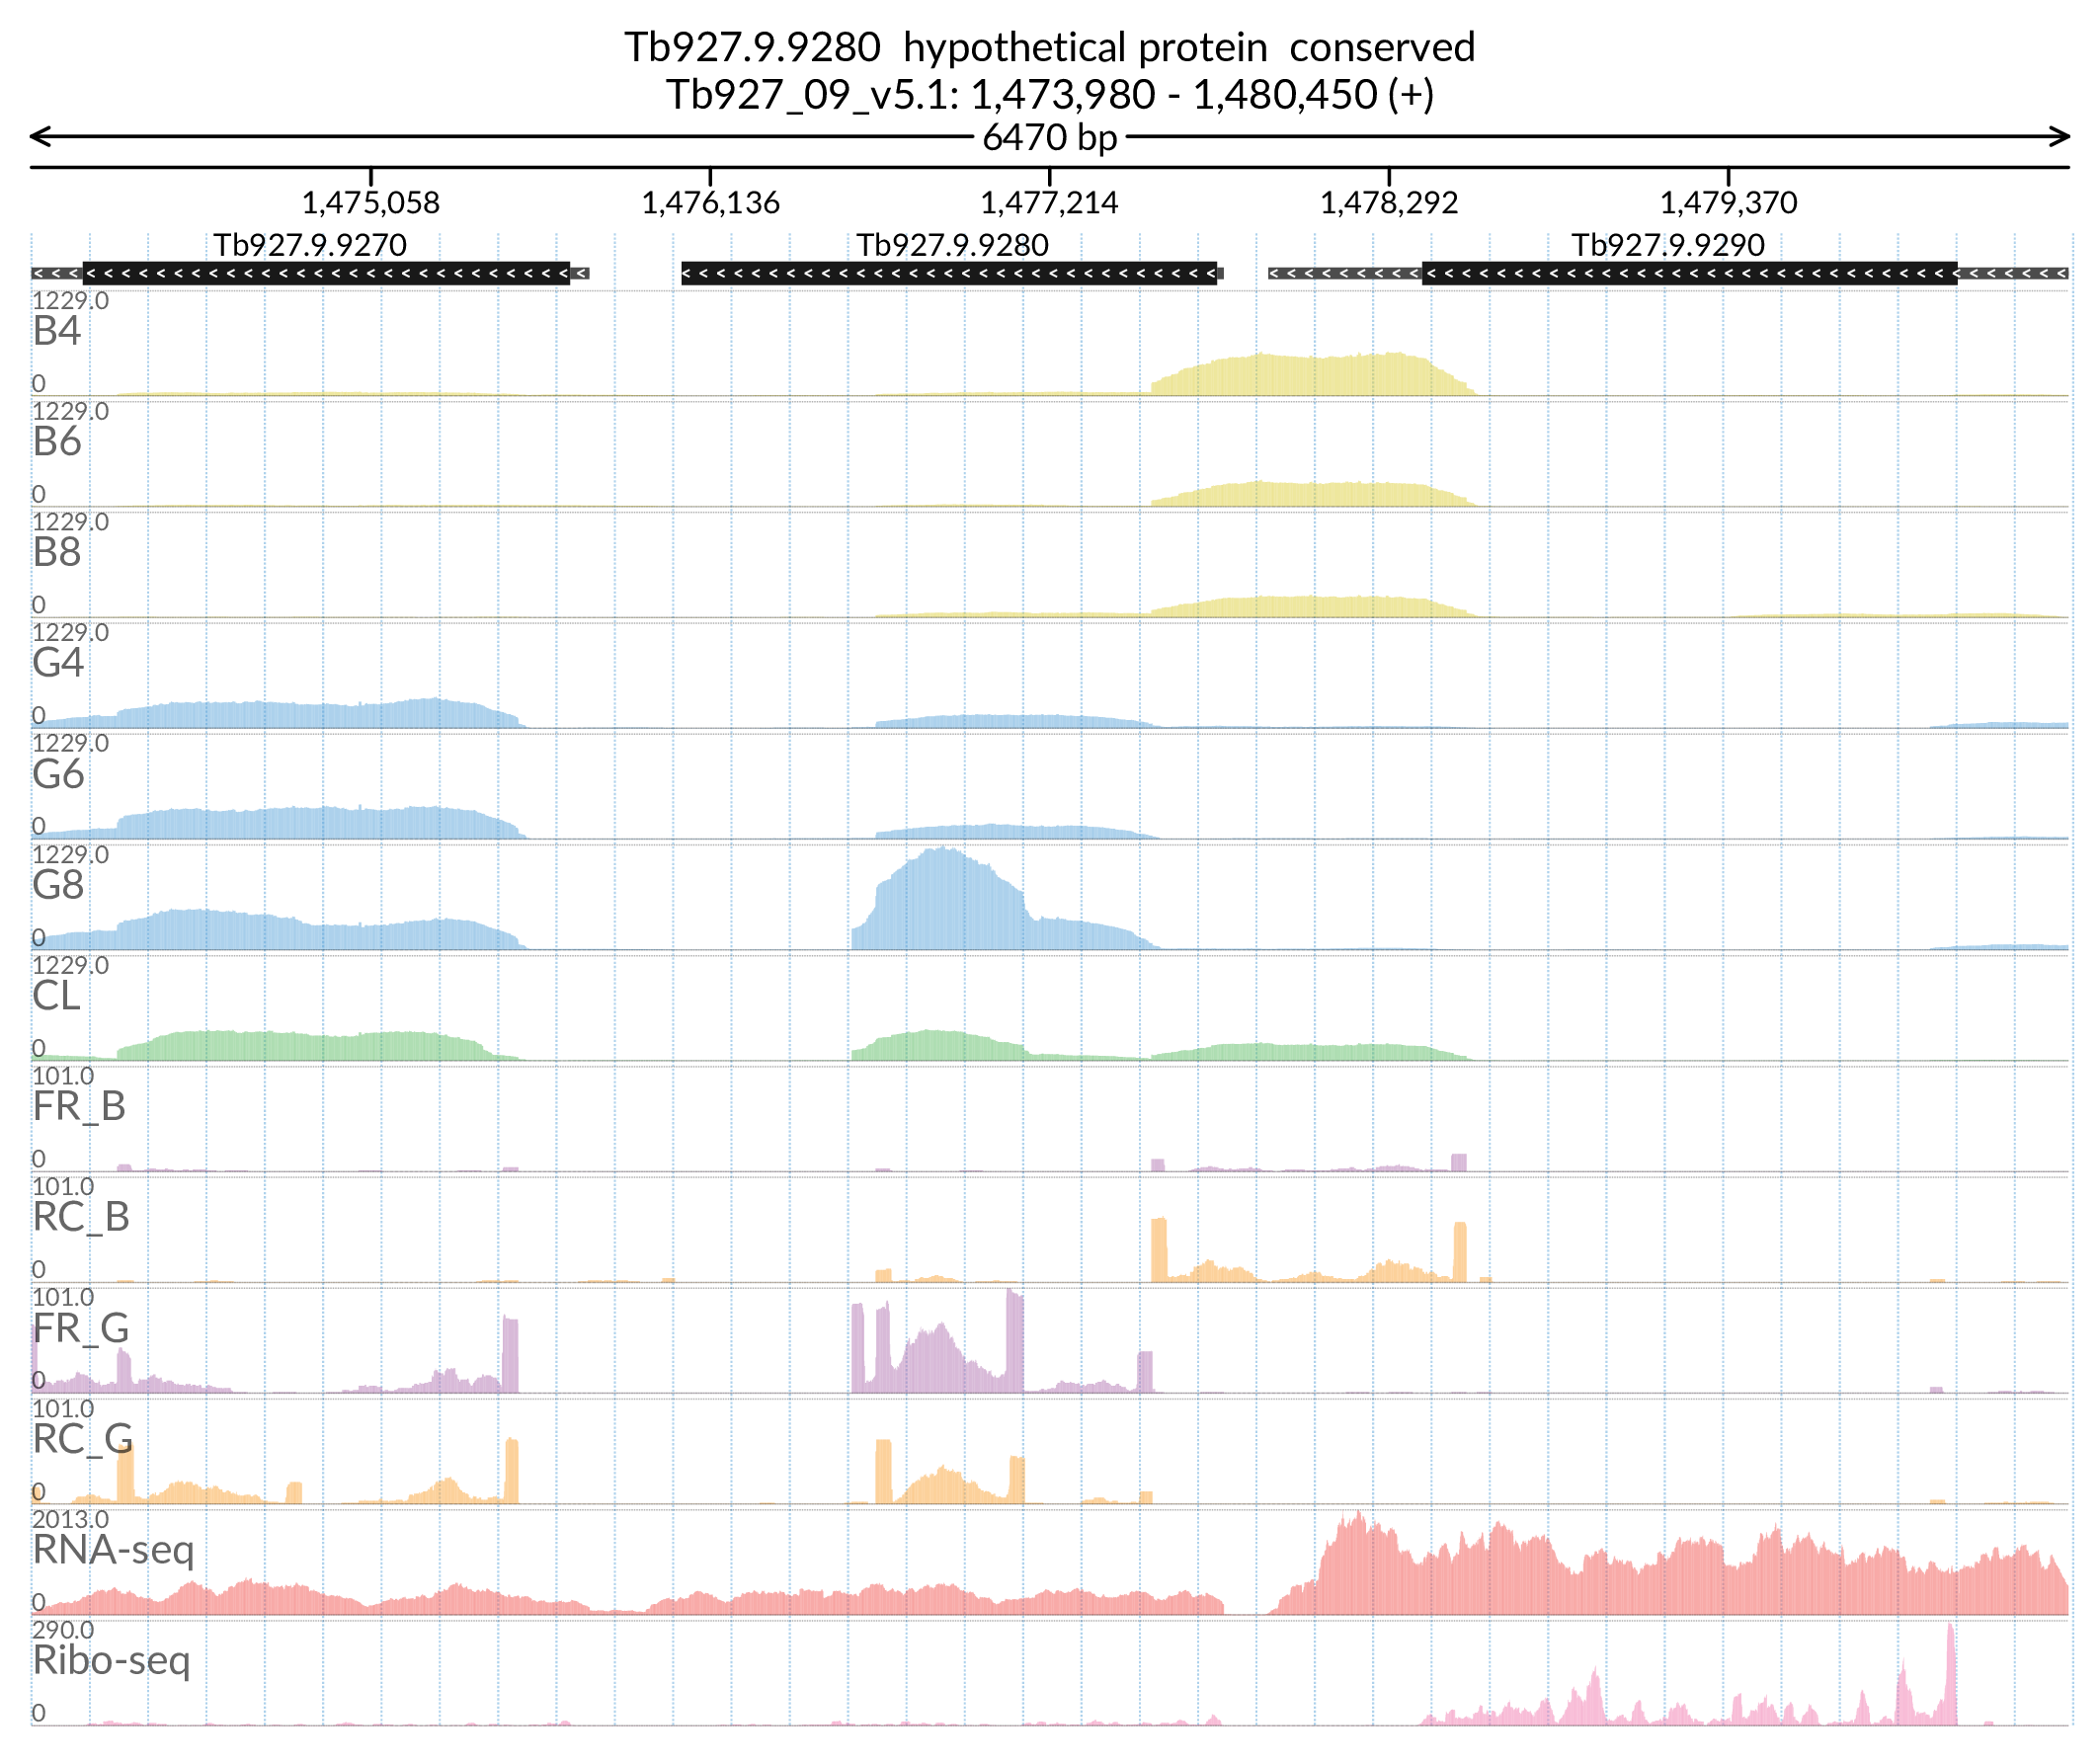 Tb927.9.9280 hypothetical protein conserved
Tb927_09_v5.1: 1,473,980 - 1,480,450 (+)
6470 bp
1,475,058 1,476,136 1,477,214 1,478,292 1,479,370
Tb927.9.9270 Tb927.9.9280 Tb927.9.9290
1229.0
B4
0
1229.0
B6
0
1229.0
B8
0
1229.0
G4
0
1229.0
G6
0
1229.0
G8
0
1229.0
CL
0
101.0
FR_B
0
101.0
RC_B
0
101.0
FR_G
0
101.0
RC_G
0
2013.0
RNA-seq
0
290.0
Ribo-seq
0